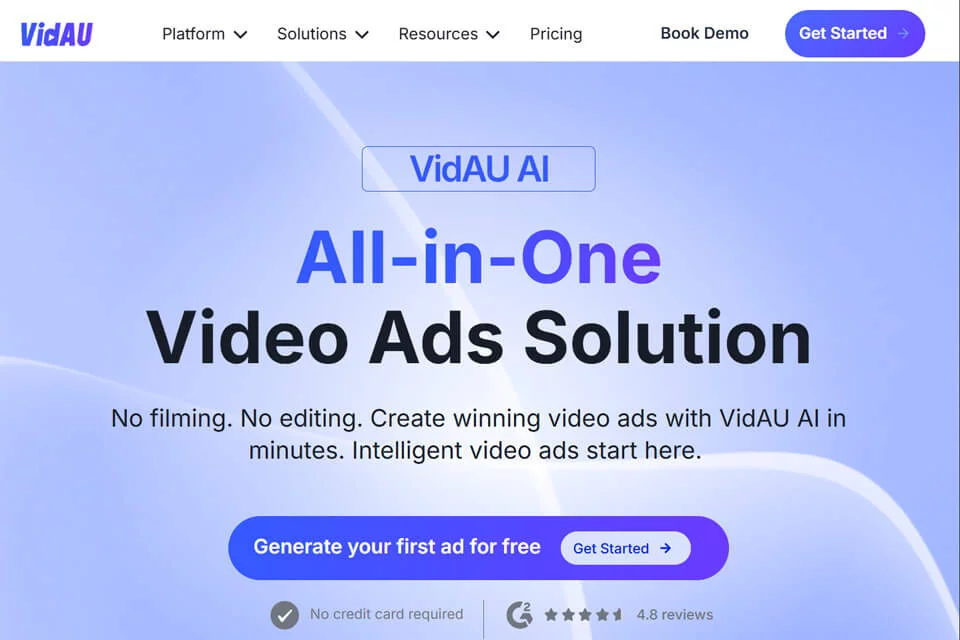 VidAU
Platform
Solutions
Resources
Pricing
Book Demo
Get Started
VidAU AI
All-in-One
Video Ads Solution
No filming. No editing. Create winning video ads with VidAU AI in
minutes. Intelligent video ads start here.
Generate your first ad for free
Get Started
No credit card required
G2
4.8 reviews